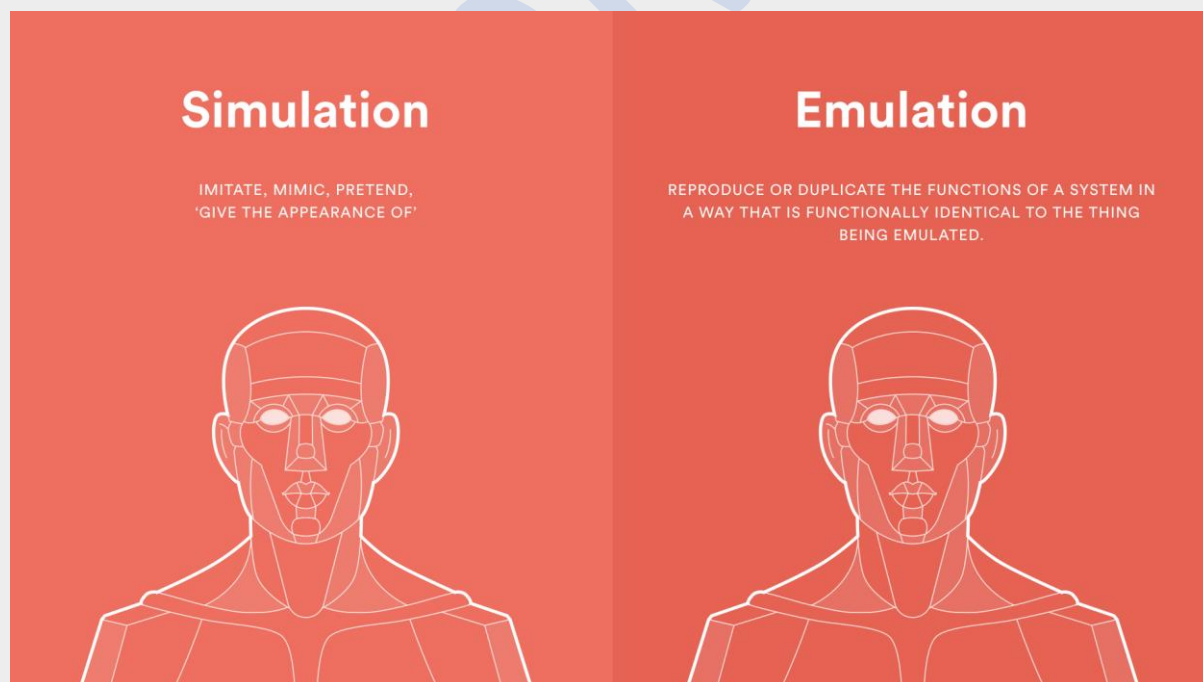 Simulation
IMITATE, MIMIC, PRETEND,
‘GIVE THE APPEARANCE OF’
Emulation
REPRODUCE OR DUPLICATE THE FUNCTIONS OF A SYSTEM IN
A WAY THAT IS FUNCTIONALLY IDENTICAL TO THE THING
BEING EMULATED.